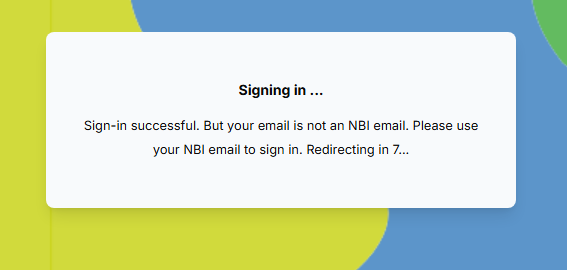 Signing in ...
Sign-in successful. But your email is not an NBI email. Please use
your NBI email to sign in. Redirecting in 7...